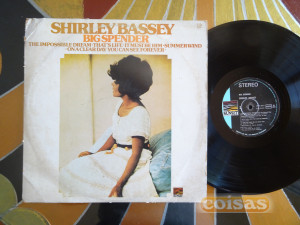 SHIRLEY BASSEY
BIG SPENDER
THE IMPOSSIBLE DREAM·THAT'S LIFE·IT MUST BE HIM·SUMMER WIND
ON A CLEAR DAY YOU CAN SEE FOREVER
STEREO
coisas